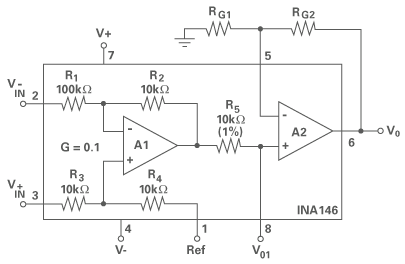 RG1
RG2
V+
7
5
V-
IN
2
R1
100kΩ
R2
10kΩ
R5
10kΩ
(1%)
-
A1
+
G = 0.1
-
A2
+
6
Vo
V+
IN
3
R3
10kΩ
R4
10kΩ
INA146
4
V-
1
Ref
8
V01